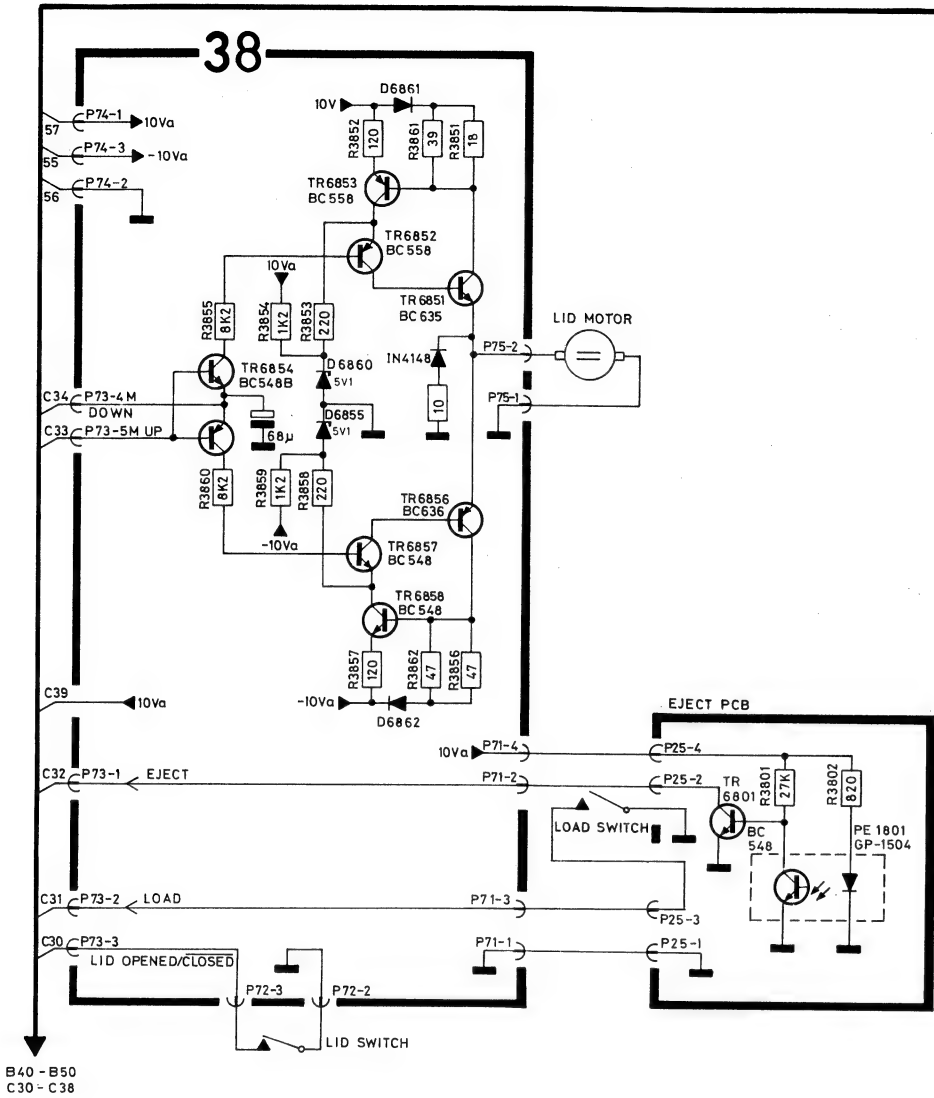 38
D6861
10V
R3852
120
R3861
39
R3851
18
P74-1
10Va
57
P74-3
-10Va
55
P74-2
56
TR6853
BC558
TR6852
BC558
10Va
R3855
8K2
R3854
1K2
R3853
220
TR6851
BC635
LID MOTOR
P75-2
IN4148
D6860
5V1
TR6854
BC548B
10
P75-1
C34
P73-4 M
DOWN
D6855
5V1
C33
P73-5M UP
68µ
R3860
8K2
R3859
1K2
R3858
220
TR6856
BC636
-10Va
TR6857
BC548
TR6858
BC548
R3857
120
R3862
47
R3856
47
C39
10Va
-10Va
D6862
EJECT PCB
10Va
P71-4
P25-4
C32
P73-1
EJECT
P71-2
P25-2
TR
6801
R3801
27K
R3802
820
LOAD SWITCH
BC
548
PE 1801
GP-1504
C31
P73-2
LOAD
P71-3
P25-3
C30
P73-3
LID OPENED/CLOSED
P71-1
P25-1
P72-3
P72-2
LID SWITCH
B40 - B50
C30 - C38